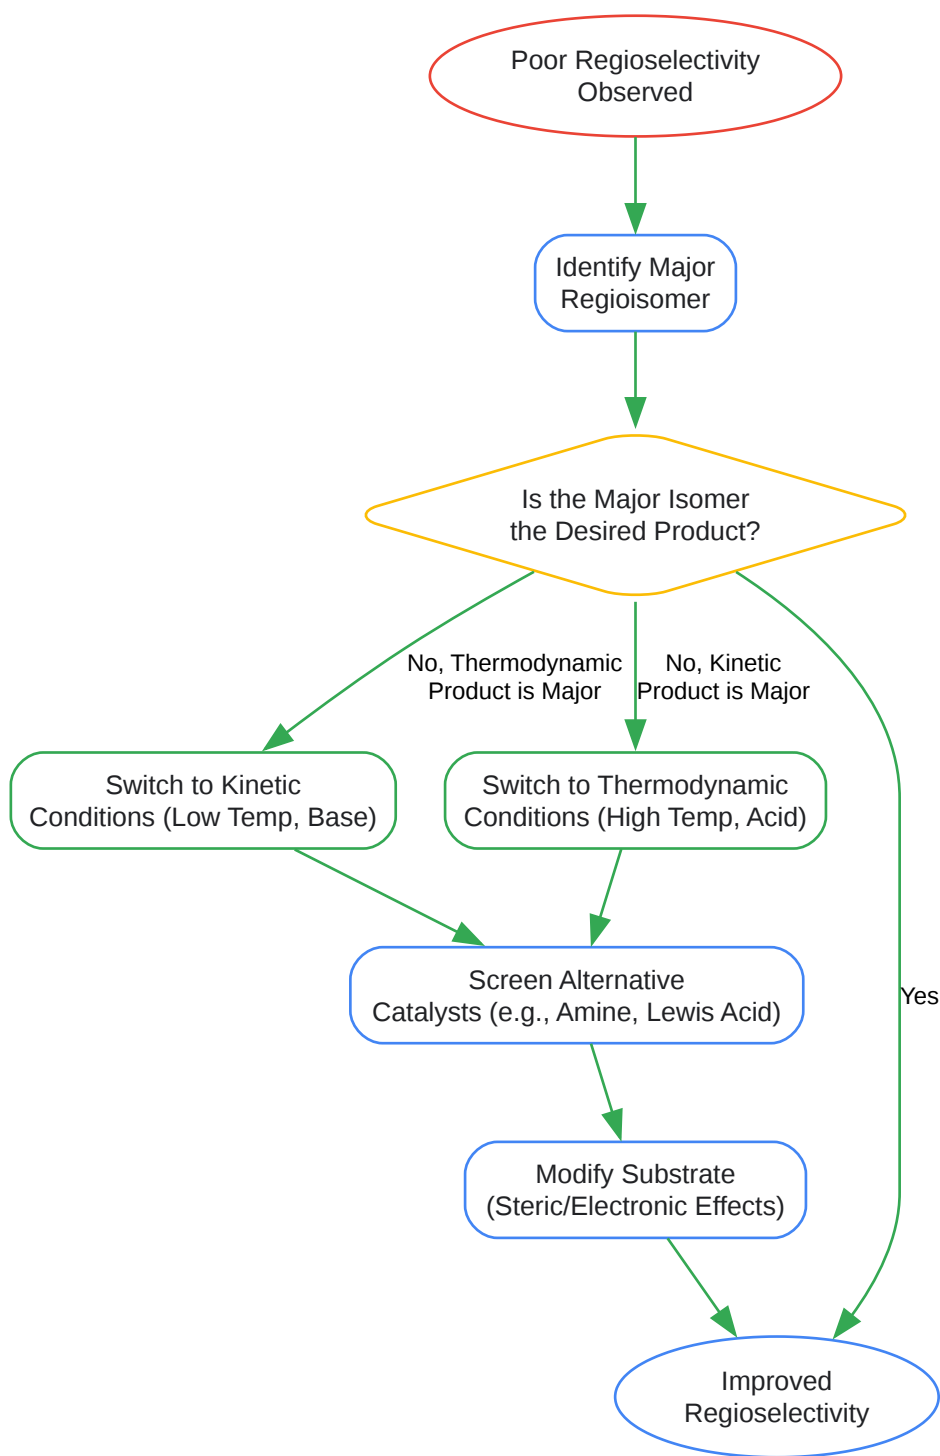 Poor Regioselectivity
Observed
Identify Major
Regioisomer
Is the Major Isomer
the Desired Product?
No, Thermodynamic
Product is Major
No, Kinetic
Product is Major
Switch to Kinetic
Conditions (Low Temp, Base)
Switch to Thermodynamic
Conditions (High Temp, Acid)
Screen Alternative
Catalysts (e.g., Amine, Lewis Acid)
Yes
Modify Substrate
(Steric/Electronic Effects)
Improved
Regioselectivity